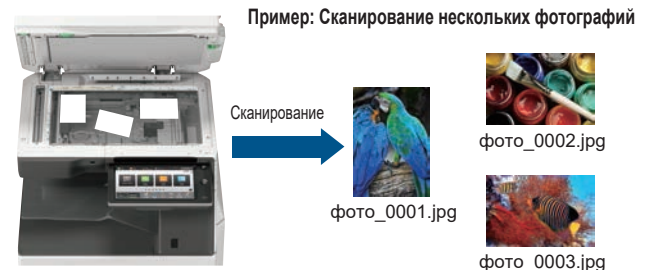 Пример: Сканирование нескольких фотографий
Сканирование
фото_0001.jpg
фото_0002.jpg
фото_0003.jpg